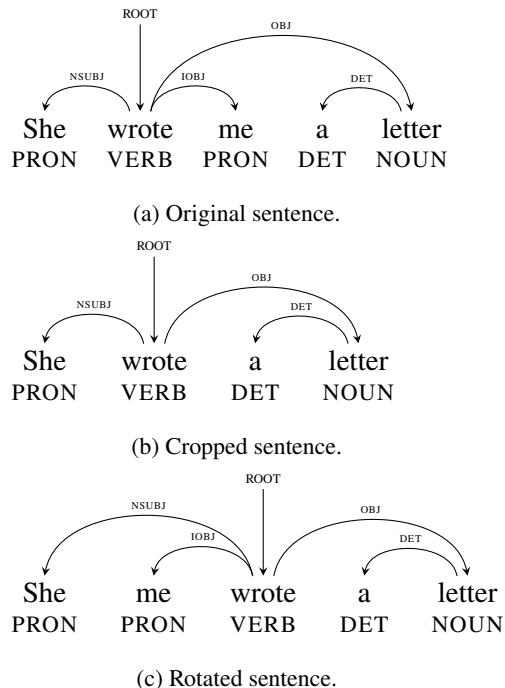 ROOT
OBJ
NSUBJ IOBJ DET
She wrote me a letter
PRON VERB PRON DET NOUN
(a) Original sentence.
ROOT
OBJ
NSUBJ DET
She wrote a letter
PRON VERB DET NOUN
(b) Cropped sentence.
ROOT
NSUBJ OBJ
IOBJ DET
She me wrote a letter
PRON PRON VERB DET NOUN
(c) Rotated sentence.